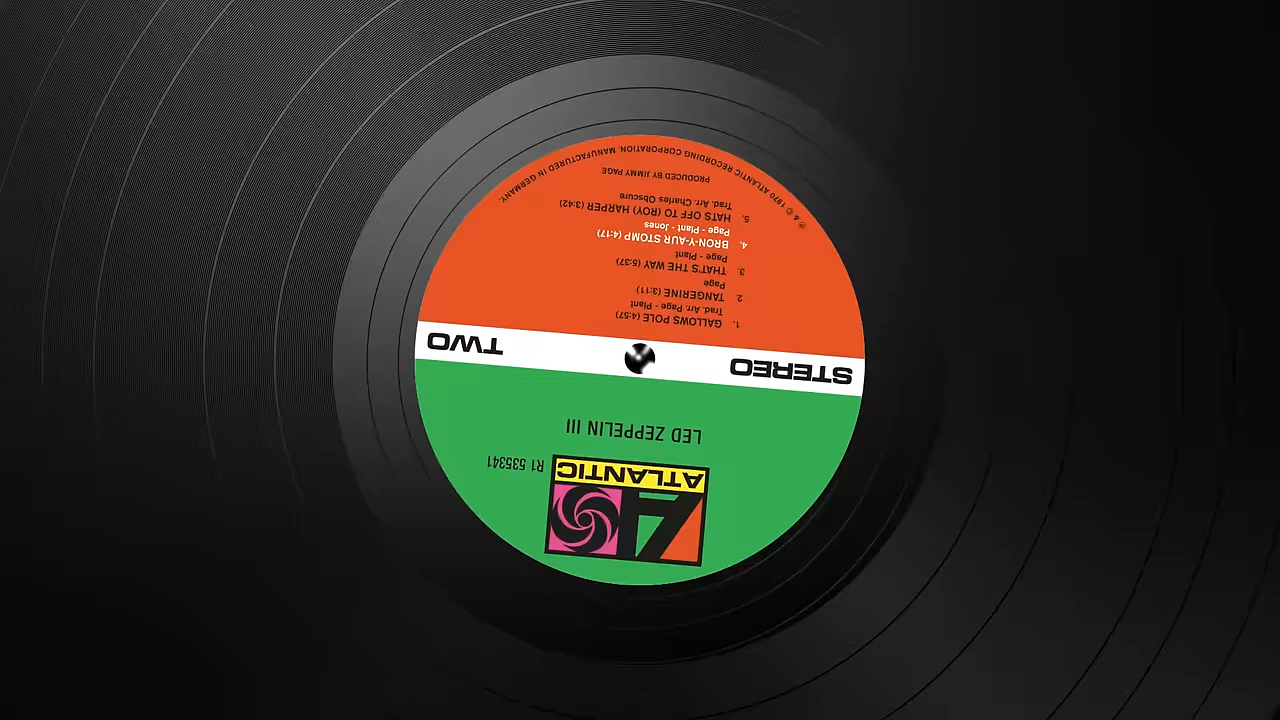 ATLANTIC
R1 535341
LED ZEPPELIN III
STEREO TWO
1. GALLOWS POLE (4:57)
Trad. Arr. Page - Plant
2. TANGERINE (3:11)
Page
3. THAT'S THE WAY (5:37)
Page - Plant
4. BRON-Y-AUR STOMP (4:17)
Page - Plant - Jones
5. HATS OFF TO (ROY) HARPER (3:42)
Trad. Arr. Charles Obscure
PRODUCED BY JIMMY PAGE
℗ & © 1970 ATLANTIC RECORDING CORPORATION. MANUFACTURED IN GERMANY.